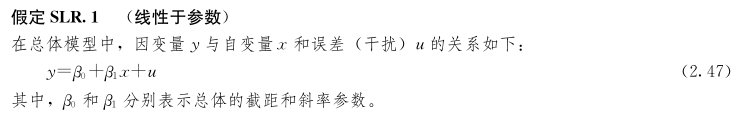 假定 SLR.1 （线性于参数）
在总体模型中，因变量 y 与自变量 x 和误差（干扰）u 的关系如下：
y=β₀+β₁x+u （2.47）
其中，β₀ 和 β₁ 分别表示总体的截距和斜率参数。